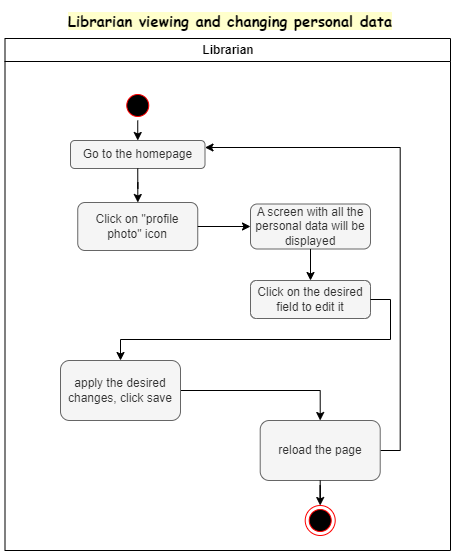 Librarian viewing and changing personal data
Librarian
Go to the homepage
Click on "profile
photo" icon
A screen with all the
personal data will be
displayed
Click on the desired
field to edit it
apply the desired
changes, click save
reload the page